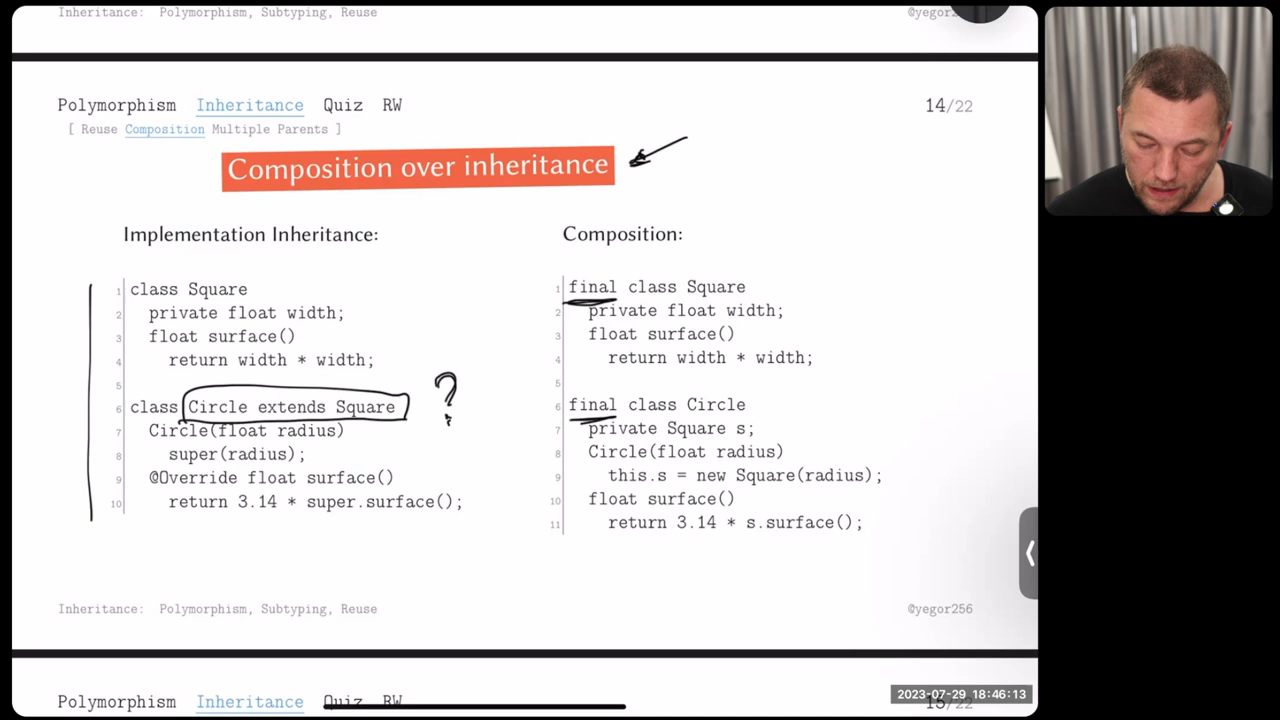 Inheritance: Polymorphism, Subtyping, Reuse
Polymorphism Inheritance Quiz RW 14/22
[ Reuse Composition Multiple Parents ]
Composition over inheritance
Implementation Inheritance:
1 class Square
2 private float width;
3 float surface()
4 return width * width;
5
6 class Circle extends Square
7 Circle(float radius)
8 super(radius);
9 @Override float surface()
10 return 3.14 * super.surface();
?
Composition:
1 final class Square
2 private float width;
3 float surface()
4 return width * width;
5
6 final class Circle
7 private Square s;
8 Circle(float radius)
9 this.s = new Square(radius);
10 float surface()
11 return 3.14 * s.surface();
Inheritance: Polymorphism, Subtyping, Reuse @yegor256
Polymorphism Inheritance Quiz RW 15/22
2023-07-29 18:46:13